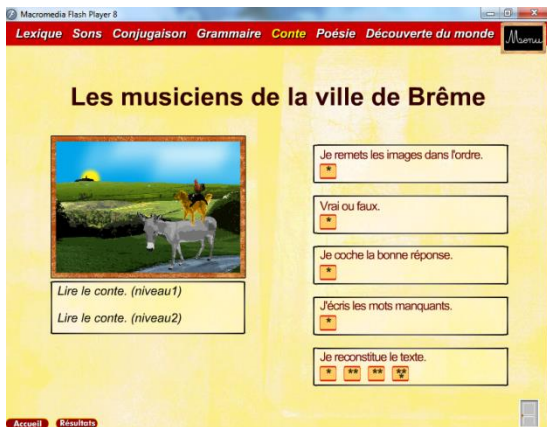 Macromedia Flash Player 8
Lexique Sons Conjugaison Grammaire Conte Poésie Découverte du monde Menu
Les musiciens de la ville de Brême
Lire le conte. (niveau1)
Lire le conte. (niveau2)
Je remets les images dans l'ordre.
*
Vrai ou faux.
*
Je coche la bonne réponse.
*
J'écris les mots manquants.
*
Je reconstitue le texte.
* ** ** ***
Accueil Résultats